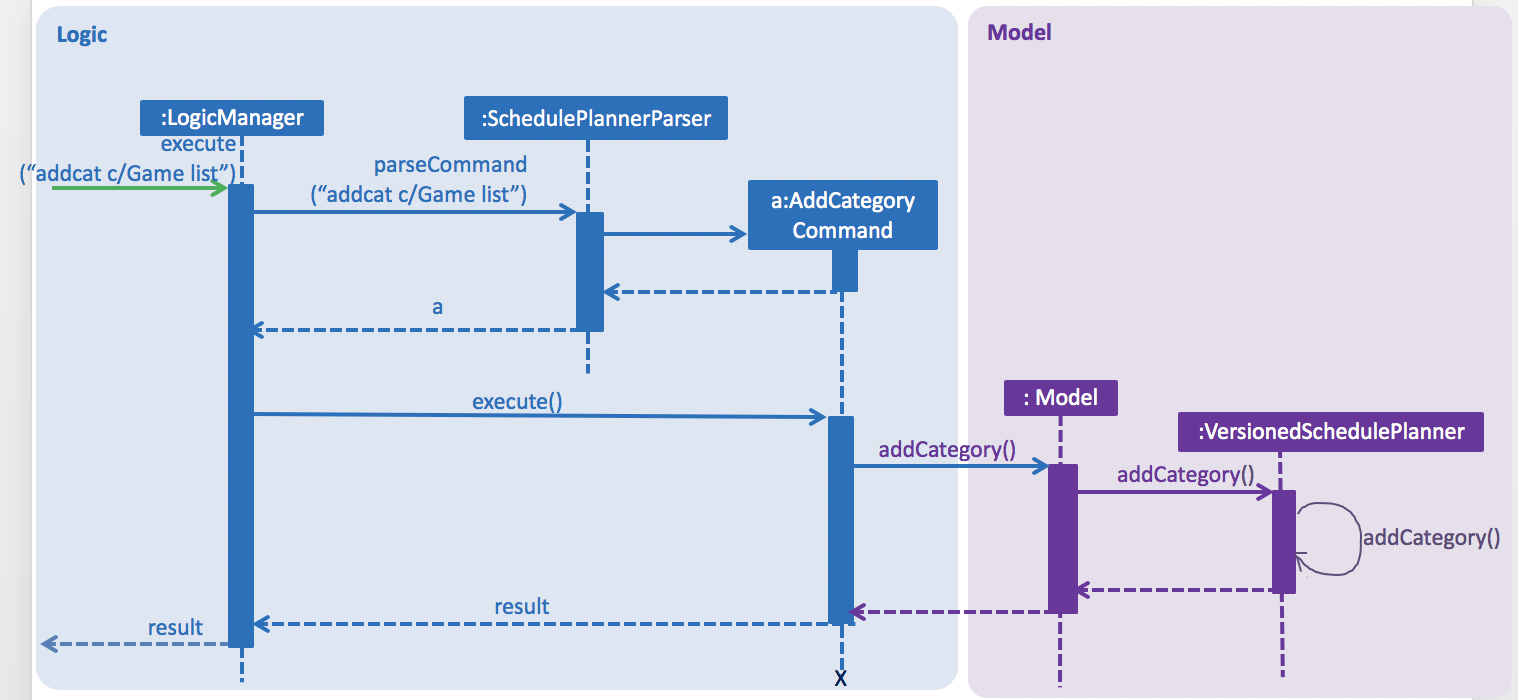 Logic
Model
:LogicManager
:SchedulePlannerParser
execute
(“addcat c/Game list”)
parseCommand
(“addcat c/Game list”)
a:AddCategory
Command
a
: Model
execute()
:VersionedSchedulePlanner
addCategory()
addCategory()
addCategory()
result
result
X